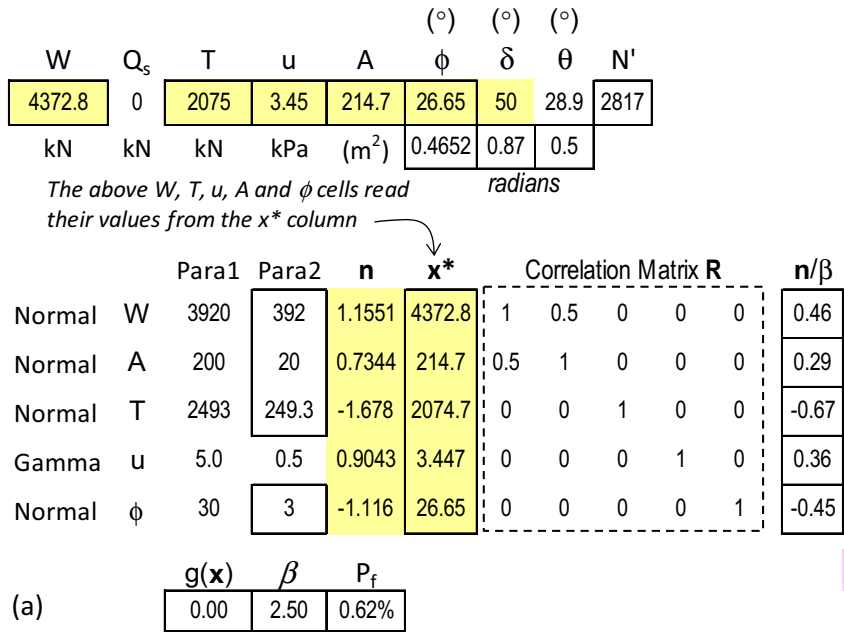 (°) (°) (°)
W Qs T u A ϕ δ θ N'
4372.8 0 2075 3.45 214.7 26.65 50 28.9 2817
kN kN kN kPa (m²) 0.4652 0.87 0.5
radians
The above W, T, u, A and ϕ cells read
their values from the x* column
Para1 Para2 n x* Correlation Matrix R n/β
Normal W 3920 392 1.1551 4372.8 1 0.5 0 0 0 0.46
Normal A 200 20 0.7344 214.7 0.5 1 0 0 0 0.29
Normal T 2493 249.3 -1.678 2074.7 0 0 1 0 0 -0.67
Gamma u 5.0 0.5 0.9043 3.447 0 0 0 1 0 0.36
Normal ϕ 30 3 -1.116 26.65 0 0 0 0 1 -0.45
g(x) β Pf
(a) 0.00 2.50 0.62%